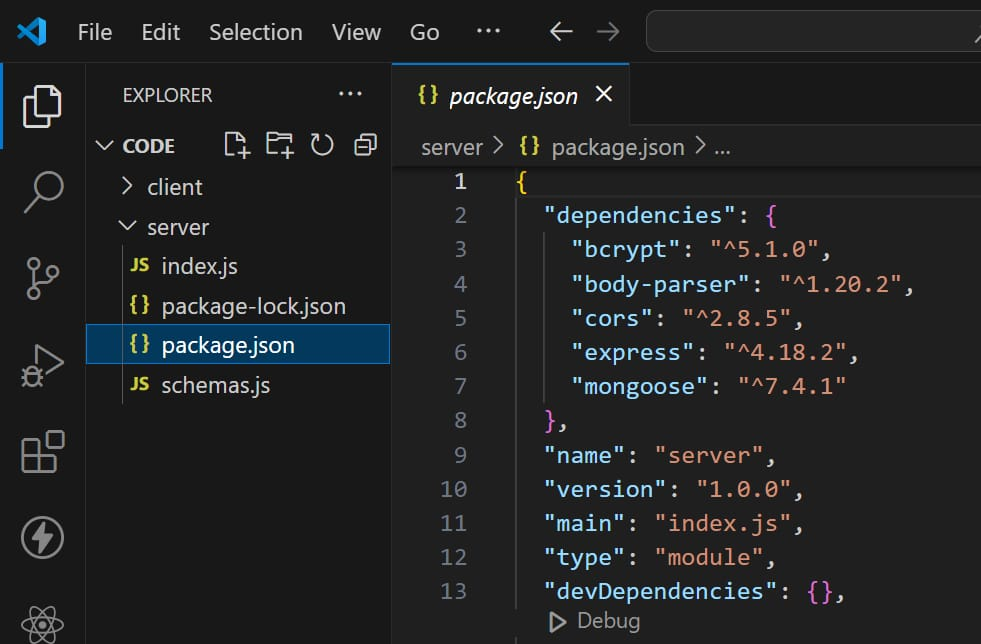 File Edit Selection View Go ...
EXPLORER ...
CODE
client
server
JS index.js
{} package-lock.json
{} package.json
JS schemas.js
{} package.json ×
server > {} package.json > ...
1 {
2 "dependencies": {
3 "bcrypt": "^5.1.0",
4 "body-parser": "^1.20.2",
5 "cors": "^2.8.5",
6 "express": "^4.18.2",
7 "mongoose": "^7.4.1"
8 },
9 "name": "server",
10 "version": "1.0.0",
11 "main": "index.js",
12 "type": "module",
13 "devDependencies": {},
Debug